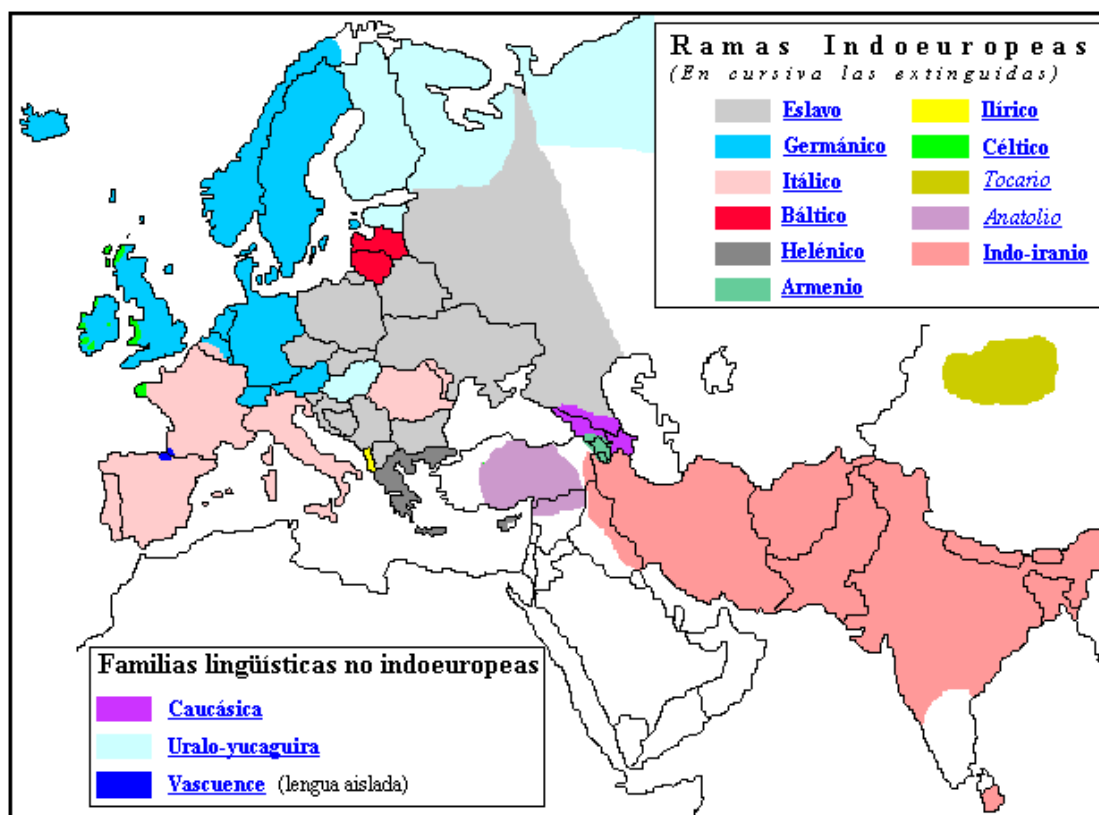 Ramas Indoeuropeas
(En cursiva las extinguidas)
Eslavo
Germánico
Itálico
Báltico
Helénico
Armenio
Ilírico
Céltico
Tocario
Anatolio
Indo-iranio
Familias lingüísticas no indoeuropeas
Caucásica
Uralo-yucaguira
Vascuence (lengua aislada)